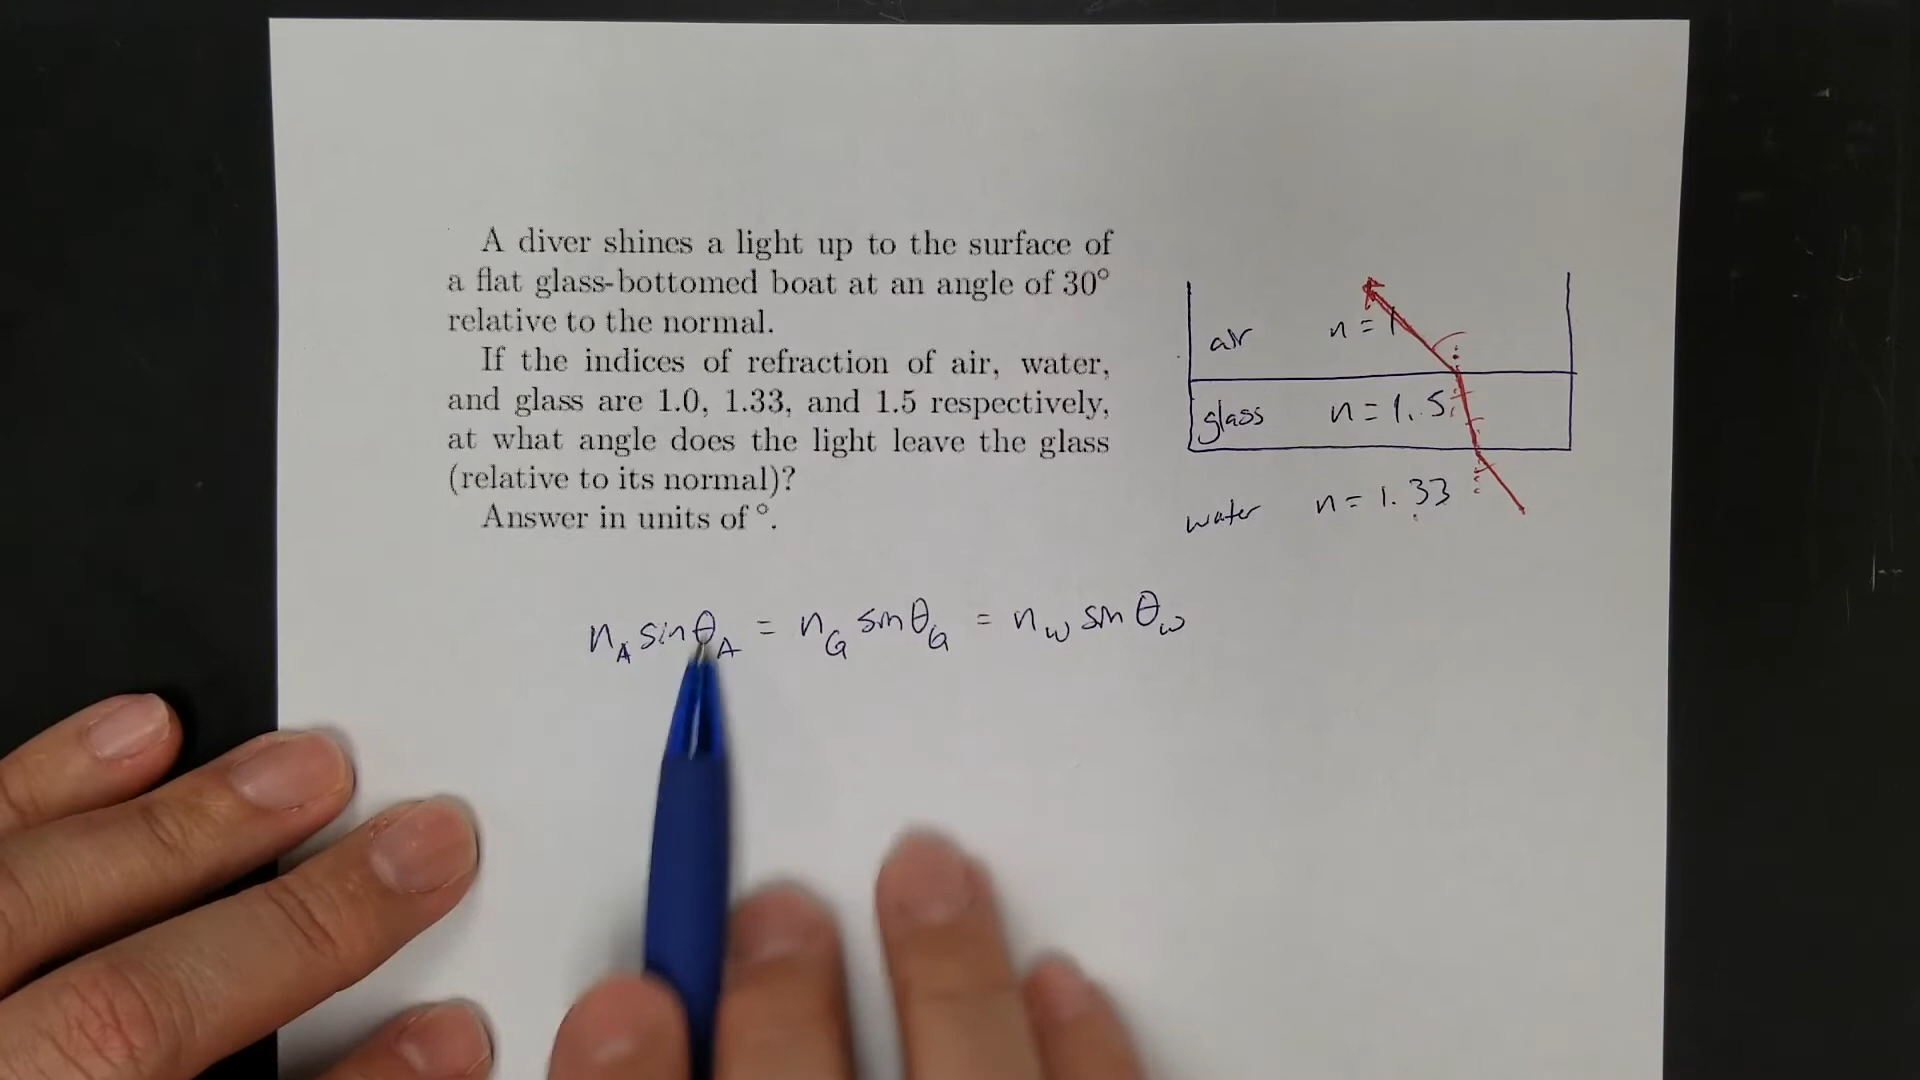 A diver shines a light up to the surface of
a flat glass-bottomed boat at an angle of 30°
relative to the normal.
If the indices of refraction of air, water,
and glass are 1.0, 1.33, and 1.5 respectively,
at what angle does the light leave the glass
(relative to its normal)?
Answer in units of °.
air n = 1
glass n = 1.5
water n = 1.33
n_A sin θ_A = n_G sin θ_G = n_w sin θ_w